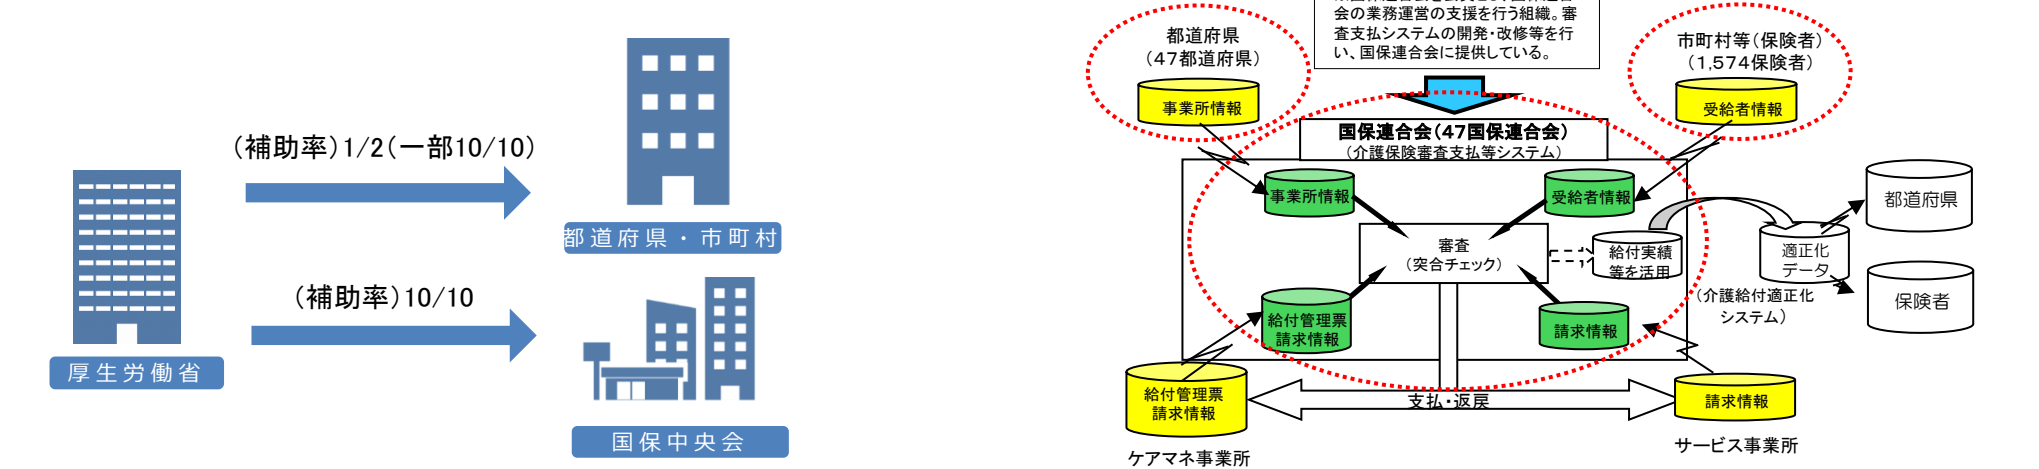 (補助率)1/2(一部10/10)
都道府県・市町村
(補助率)10/10
厚生労働省
国保中央会
会の業務運営の支援を行う組織。審
査支払システムの開発・改修等を行
い、国保連合会に提供している。
都道府県
(47都道府県)
事業所情報
市町村等(保険者)
(1,574保険者)
受給者情報
国保連合会(47国保連合会)
(介護保険審査支払等システム)
事業所情報
受給者情報
審査
(突合チェック)
給付実績
等を活用
適正化
データ
(介護給付適正化
システム)
都道府県
保険者
給付管理票
請求情報
請求情報
給付管理票
請求情報
支払・返戻
請求情報
ケアマネ事業所
サービス事業所